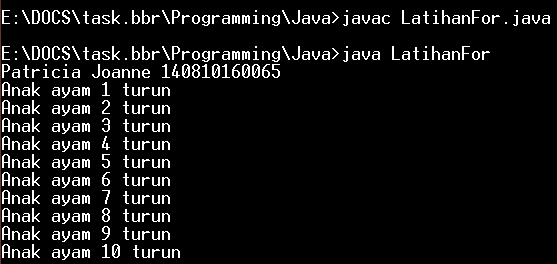 E:\DOCS\task.bbr\Programming\Java>javac LatihanFor.java
E:\DOCS\task.bbr\Programming\Java>java LatihanFor
Patricia Joanne 140810160065
Anak ayam 1 turun
Anak ayam 2 turun
Anak ayam 3 turun
Anak ayam 4 turun
Anak ayam 5 turun
Anak ayam 6 turun
Anak ayam 7 turun
Anak ayam 8 turun
Anak ayam 9 turun
Anak ayam 10 turun